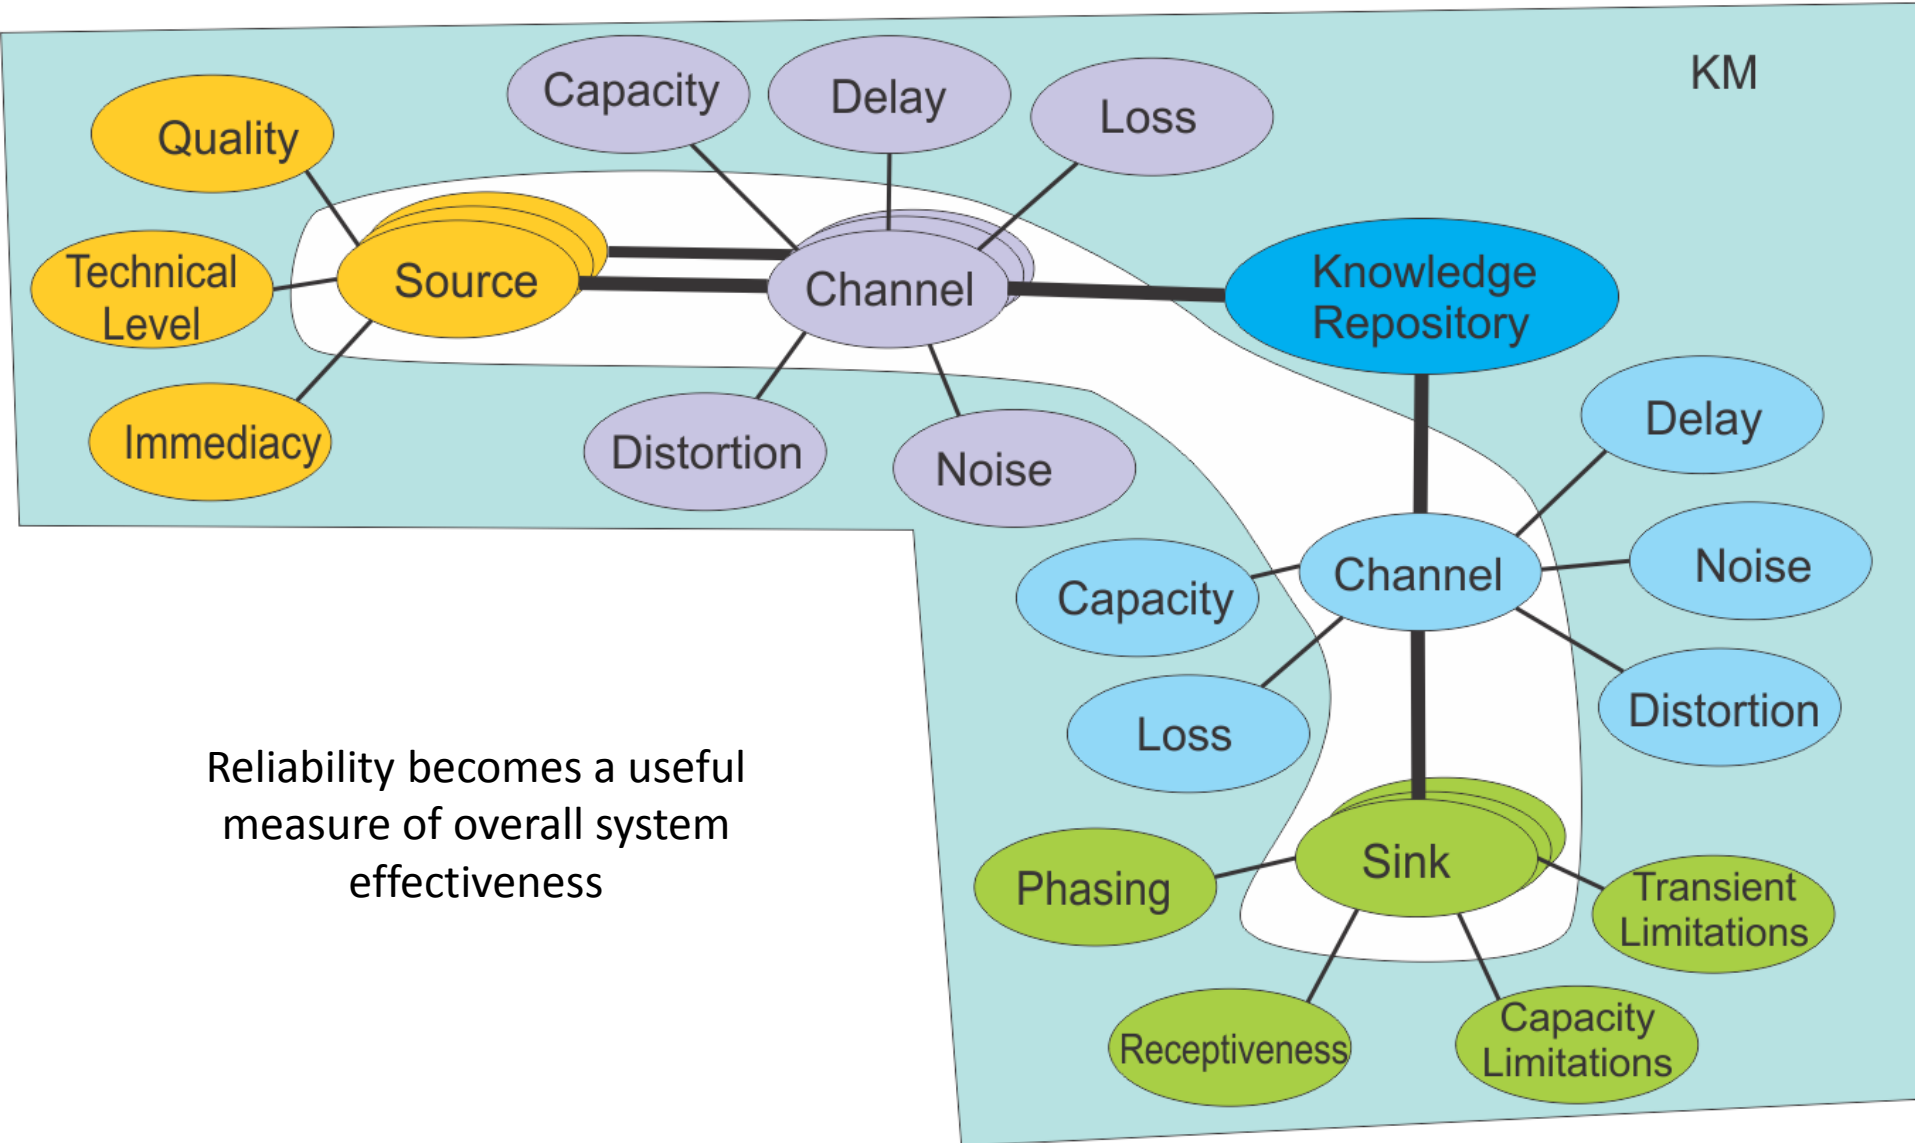 KM
Capacity
Delay
Loss
Quality
Technical
Level
Immediacy
Source
Channel
Distortion
Noise
Knowledge
Repository
Delay
Noise
Channel
Capacity
Loss
Distortion
Sink
Phasing
Transient
Limitations
Receptiveness
Capacity
Limitations
Reliability becomes a useful
measure of overall system
effectiveness